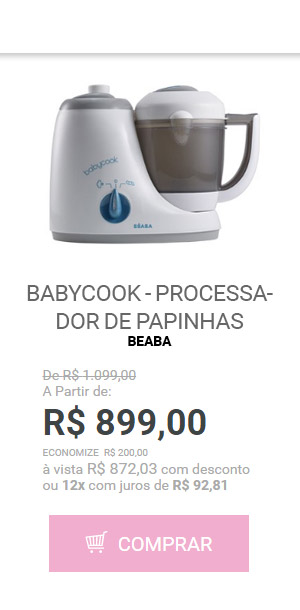 babycook
BEABA
BABYCOOK - PROCESSA-
DOR DE PAPINHAS
BEABA
De R$ 1.099,00
A Partir de:
R$ 899,00
ECONOMIZE R$ 200,00
à vista R$ 872,03 com desconto
ou 12x com juros de R$ 92,81
COMPRAR